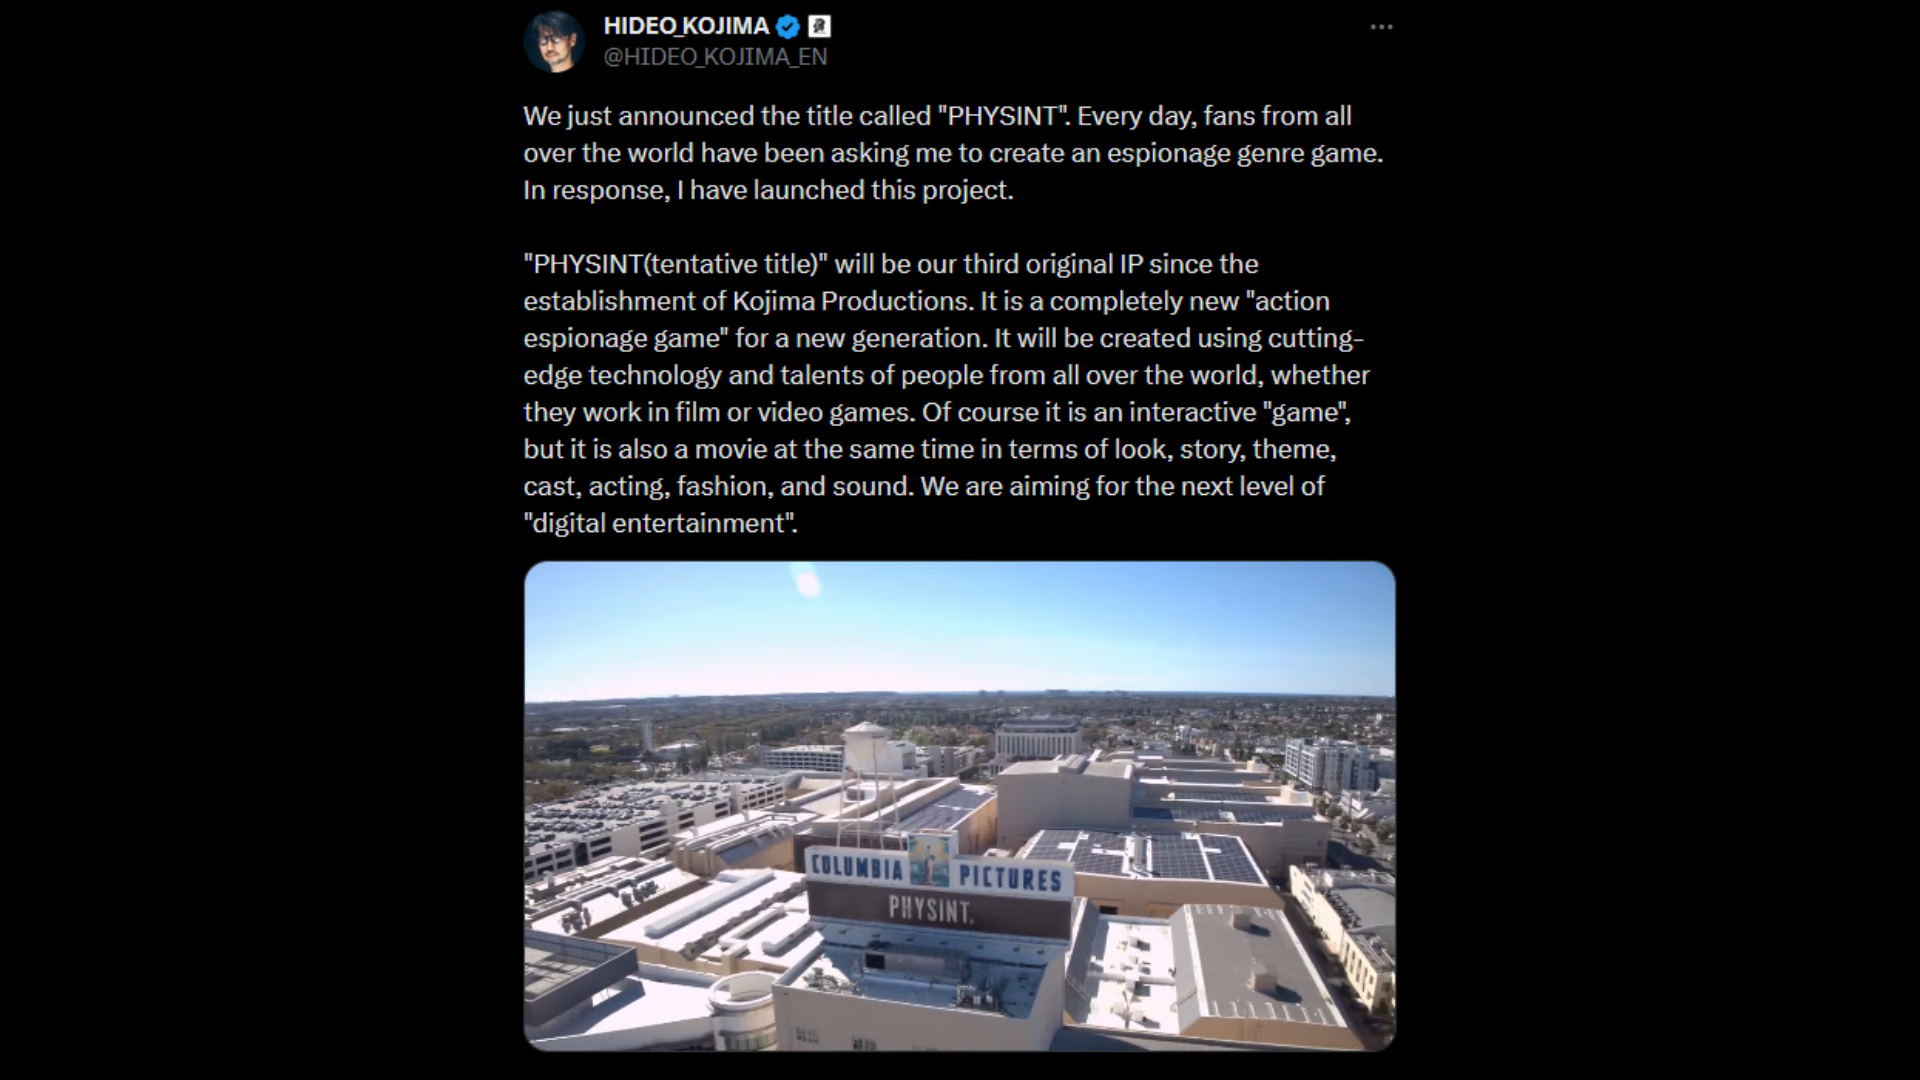 HIDEO_KOJIMA
@HIDEO_KOJIMA_EN
We just announced the title called "PHYSINT". Every day, fans from all
over the world have been asking me to create an espionage genre game.
In response, I have launched this project.
"PHYSINT(tentative title)" will be our third original IP since the
establishment of Kojima Productions. It is a completely new "action
espionage game" for a new generation. It will be created using cutting-
edge technology and talents of people from all over the world, whether
they work in film or video games. Of course it is an interactive "game",
but it is also a movie at the same time in terms of look, story, theme,
cast, acting, fashion, and sound. We are aiming for the next level of
"digital entertainment".
COLUMBIA PICTURES
PHYSINT.